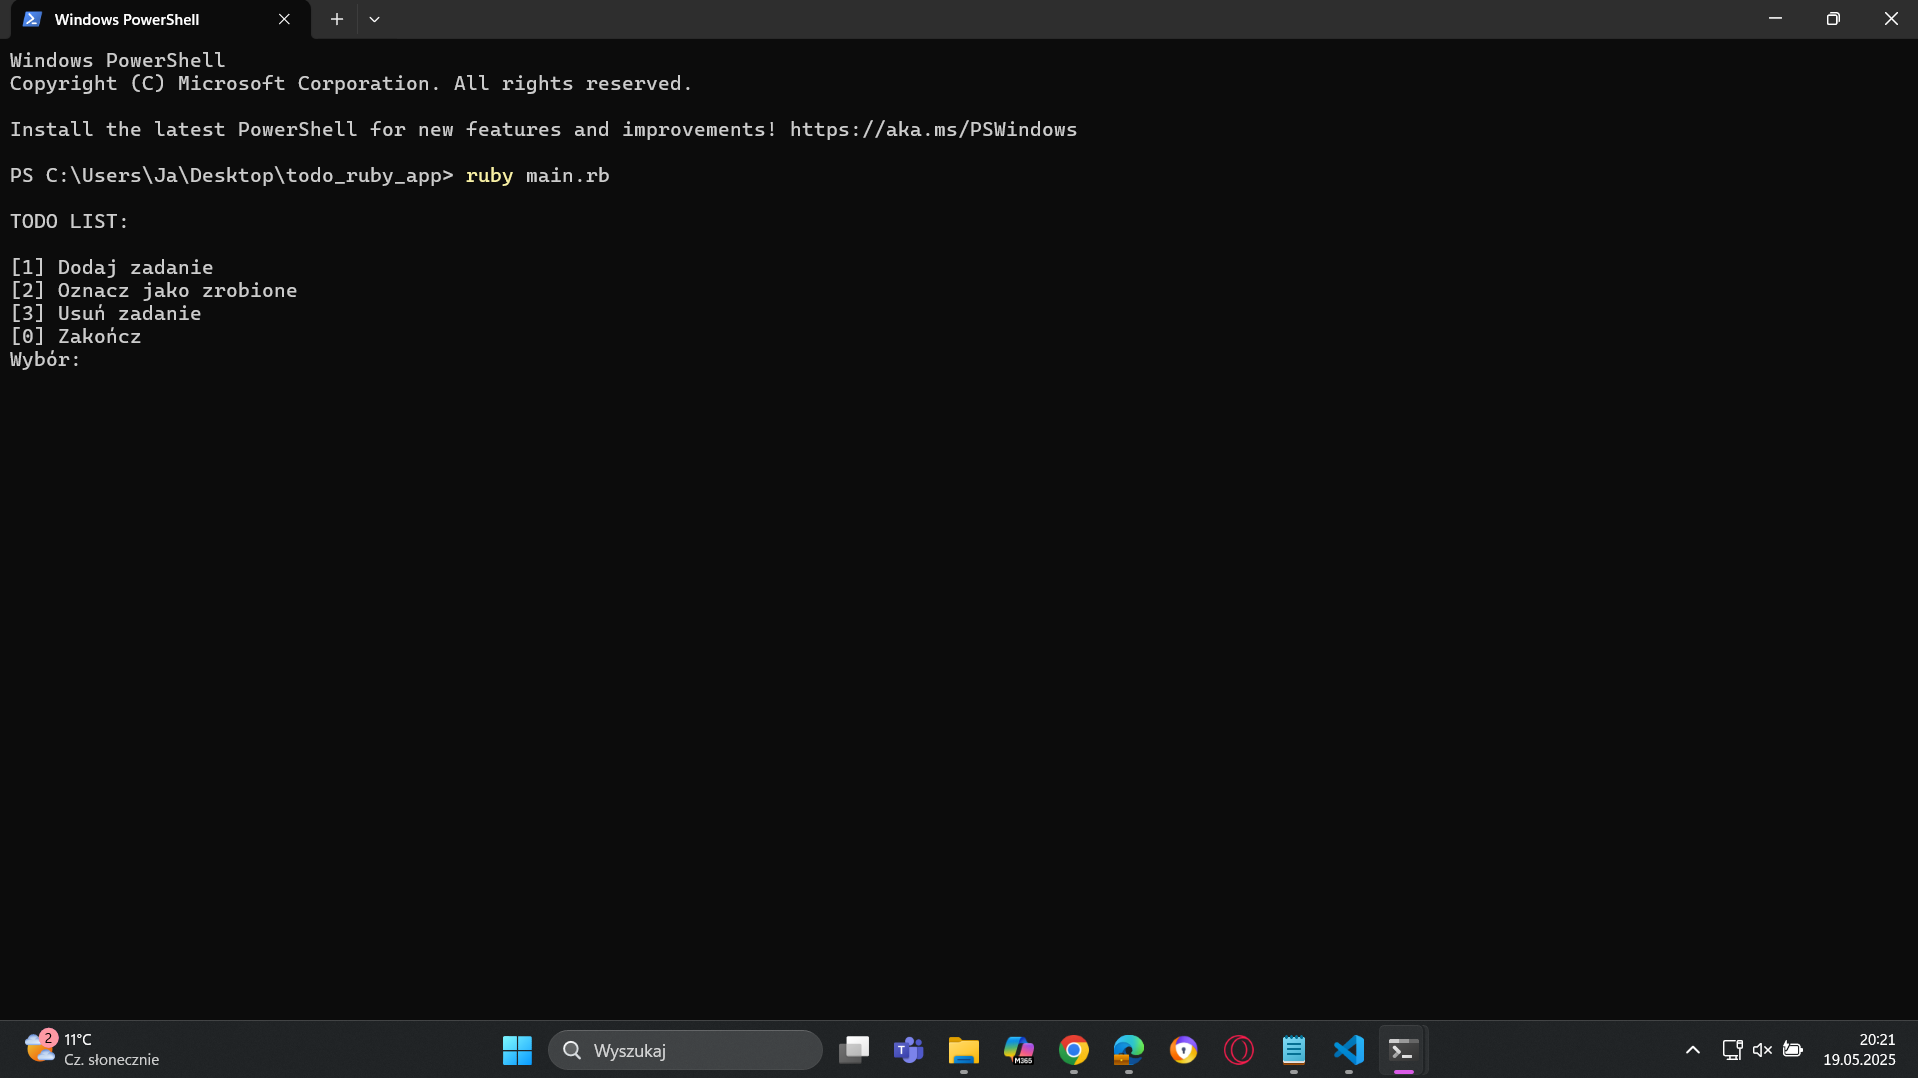 Windows PowerShell
Windows PowerShell
Copyright (C) Microsoft Corporation. All rights reserved.
Install the latest PowerShell for new features and improvements! https://aka.ms/PSWindows
PS C:\Users\Ja\Desktop\todo_ruby_app> ruby main.rb
TODO LIST:
[1] Dodaj zadanie
[2] Oznacz jako zrobione
[3] Usuń zadanie
[0] Zakończ
Wybór:
2
11°C
Cz. słonecznie
Wyszukaj
T
M365
20:21
19.05.2025